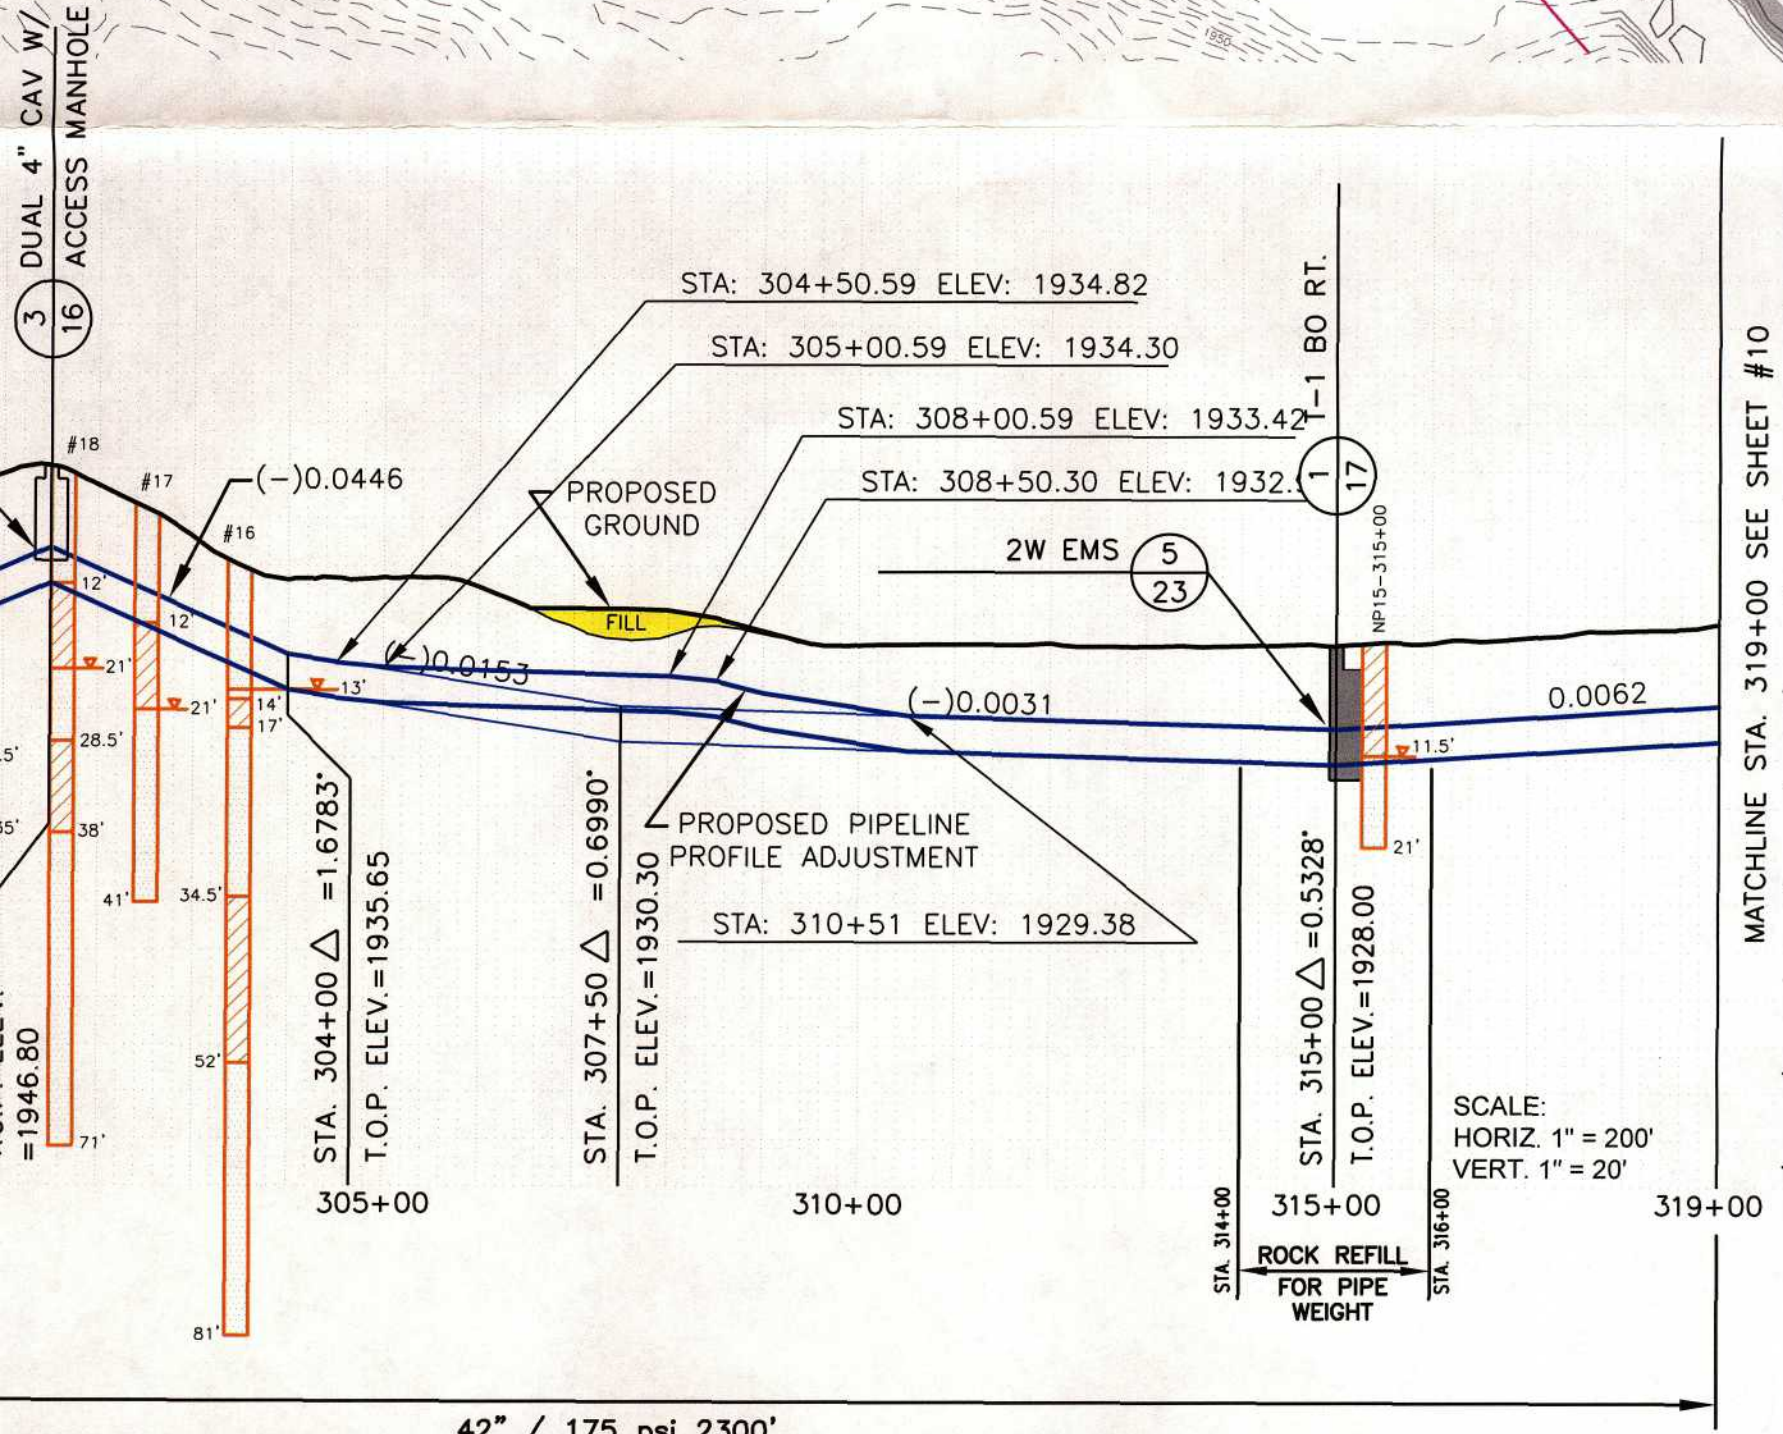 1950
3 DUAL 4" CAV W/
16 ACCESS MANHOLE
STA: 304+50.59 ELEV: 1934.82
STA: 305+00.59 ELEV: 1934.30
STA: 308+00.59 ELEV: 1933.42
STA: 308+50.30 ELEV: 1932.
T-1 BO RT.
1
17
#18
#17
#16
(-)0.0446
PROPOSED
GROUND
FILL
2W EMS
5
23
NP15-315+00
(-)0.0153
(-)0.0031
0.0062
12'
12'
21'
21'
13'
14'
17'
28.5'
38'
41'
34.5'
52'
71'
81'
11.5'
21'
=1946.80
STA. 304+00 △ =1.6783°
T.O.P. ELEV.=1935.65
STA. 307+50 △ =0.6990°
T.O.P. ELEV.=1930.30
PROPOSED PIPELINE
PROFILE ADJUSTMENT
STA: 310+51 ELEV: 1929.38
STA. 315+00 △ =0.5328°
T.O.P. ELEV.=1928.00
SCALE:
HORIZ. 1" = 200'
VERT. 1" = 20'
MATCHLINE STA. 319+00 SEE SHEET #10
305+00
310+00
315+00
319+00
STA. 314+00
STA. 316+00
ROCK REFILL
FOR PIPE
WEIGHT
42" / 175 psi 2300'